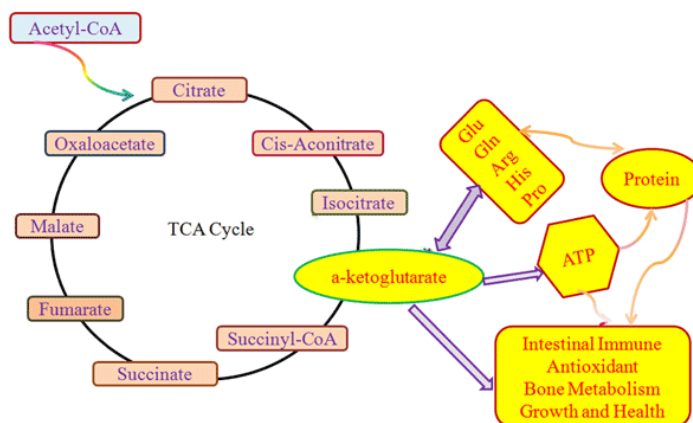 Acetyl-CoA
Citrate
Oxaloacetate
Cis-Aconitrate
Isocitrate
Malate
TCA Cycle
a-ketoglutarate
Fumarate
Succinyl-CoA
Succinate
Glu
Gln
Arg
His
Pro
Protein
ATP
Intestinal Immune
Antioxidant
Bone Metabolism
Growth and Health